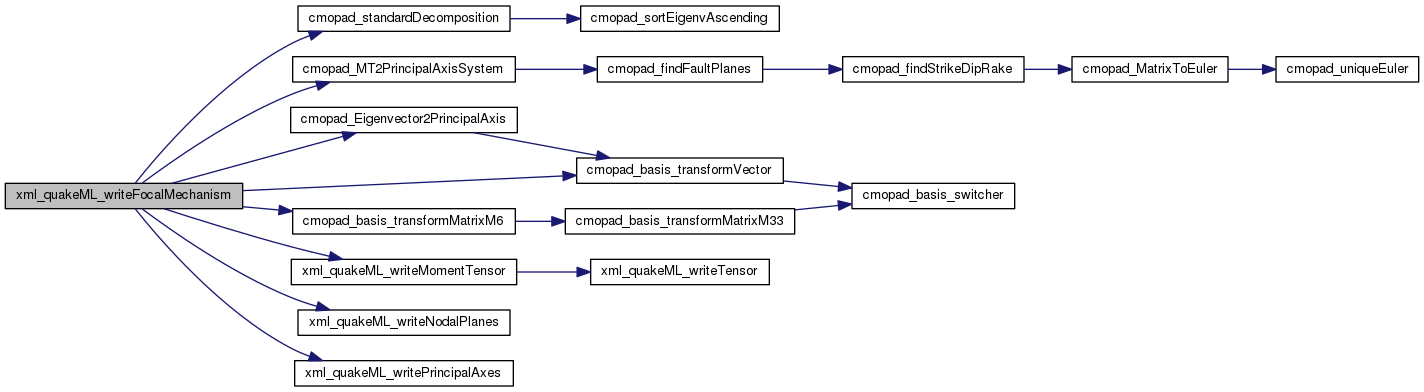 cmopad_standardDecomposition
cmopad_sortEigenvAscending
cmopad_MT2PrincipalAxisSystem
cmopad_findFaultPlanes
cmopad_findStrikeDipRake
cmopad_MatrixToEuler
cmopad_uniqueEuler
cmopad_Eigenvector2PrincipalAxis
cmopad_basis_transformVector
xml_quakeML_writeFocalMechanism
cmopad_basis_switcher
cmopad_basis_transformMatrixM6
cmopad_basis_transformMatrixM33
xml_quakeML_writeMomentTensor
xml_quakeML_writeTensor
xml_quakeML_writeNodalPlanes
xml_quakeML_writePrincipalAxes